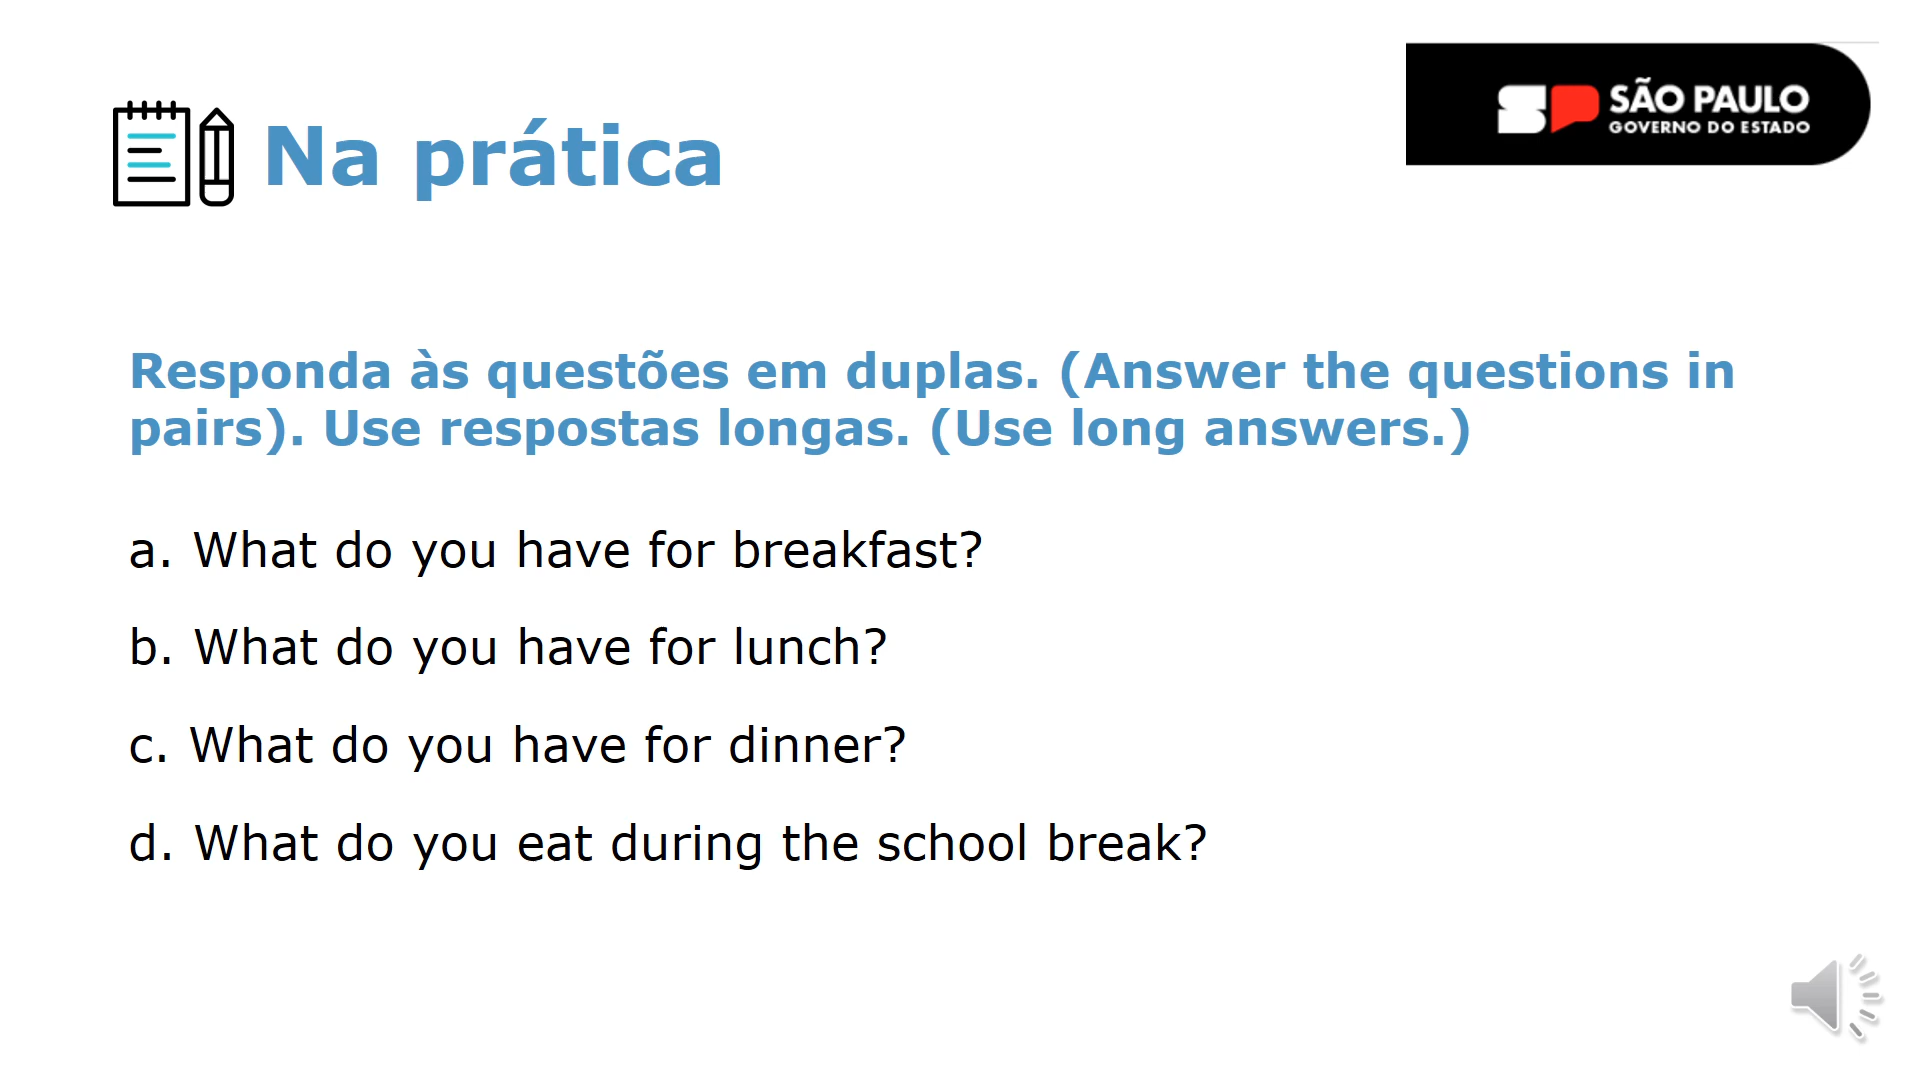 Na prática
SÃO PAULO
GOVERNO DO ESTADO
Responda às questões em duplas. (Answer the questions in
pairs). Use respostas longas. (Use long answers.)
a. What do you have for breakfast?
b. What do you have for lunch?
c. What do you have for dinner?
d. What do you eat during the school break?